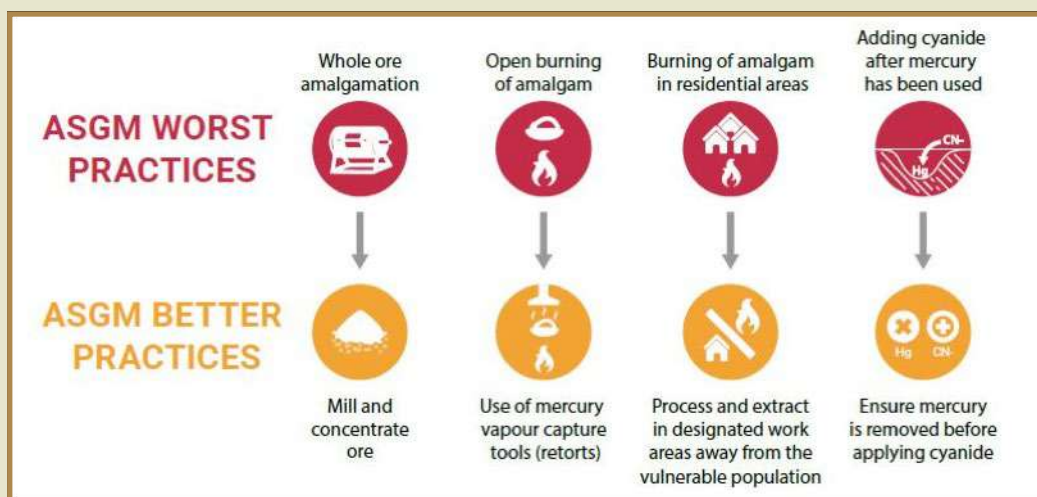 Whole ore
amalgamation
Open burning
of amalgam
Burning of amalgam
in residential areas
Adding cyanide
after mercury
has been used
ASGM WORST
PRACTICES
CN-
Hg
ASGM BETTER
PRACTICES
Hg
CN-
Mill and
concentrate
ore
Use of mercury
vapour capture
tools (retorts)
Process and extract
in designated work
areas away from the
vulnerable population
Ensure mercury
is removed before
applying cyanide